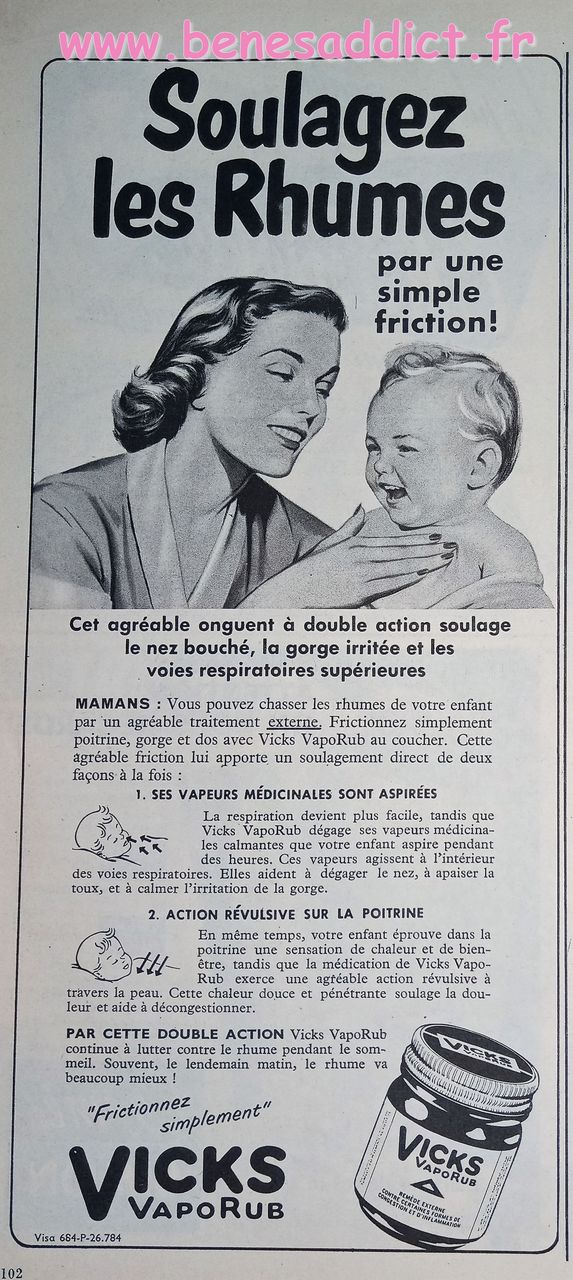 www.benesaddict.fr
Soulagez
les Rhumes
par une
simple
friction!
Cet agréable onguent à double action soulage
le nez bouché, la gorge irritée et les
voies respiratoires supérieures
MAMANS : Vous pouvez chasser les rhumes de votre enfant
par un agréable traitement externe. Frictionnez simplement
poitrine, gorge et dos avec Vicks VapoRub au coucher. Cette
agréable friction lui apporte un soulagement direct de deux
façons à la fois :
1. SES VAPEURS MÉDICINALES SONT ASPIRÉES
La respiration devient plus facile, tandis que
Vicks VapoRub dégage ses vapeurs médicina-
les calmantes que votre enfant aspire pendant
des heures. Ces vapeurs agissent à l'intérieur
des voies respiratoires. Elles aident à dégager le nez, à apaiser la
toux, et à calmer l'irritation de la gorge.
2. ACTION RÉVULSIVE SUR LA POITRINE
En même temps, votre enfant éprouve dans la
poitrine une sensation de chaleur et de bien-
être, tandis que la médication de Vicks Vapo-
Rub exerce une agréable action révulsive à
travers la peau. Cette chaleur douce et pénétrante soulage la dou-
leur et aide à décongestionner.
PAR CETTE DOUBLE ACTION Vicks VapoRub
continue à lutter contre le rhume pendant le som-
meil. Souvent, le lendemain matin, le rhume va
beaucoup mieux !
"Frictionnez
simplement"
VICKS
VAPORUB
VICKS
VAPORUB
VICKS
VAPORUB
REMÈDE EXTERNE
CONTRE CERTAINES FORMES DE
CONGESTION ET D'INFLAMMATION
Visa 684-P-26.784
102